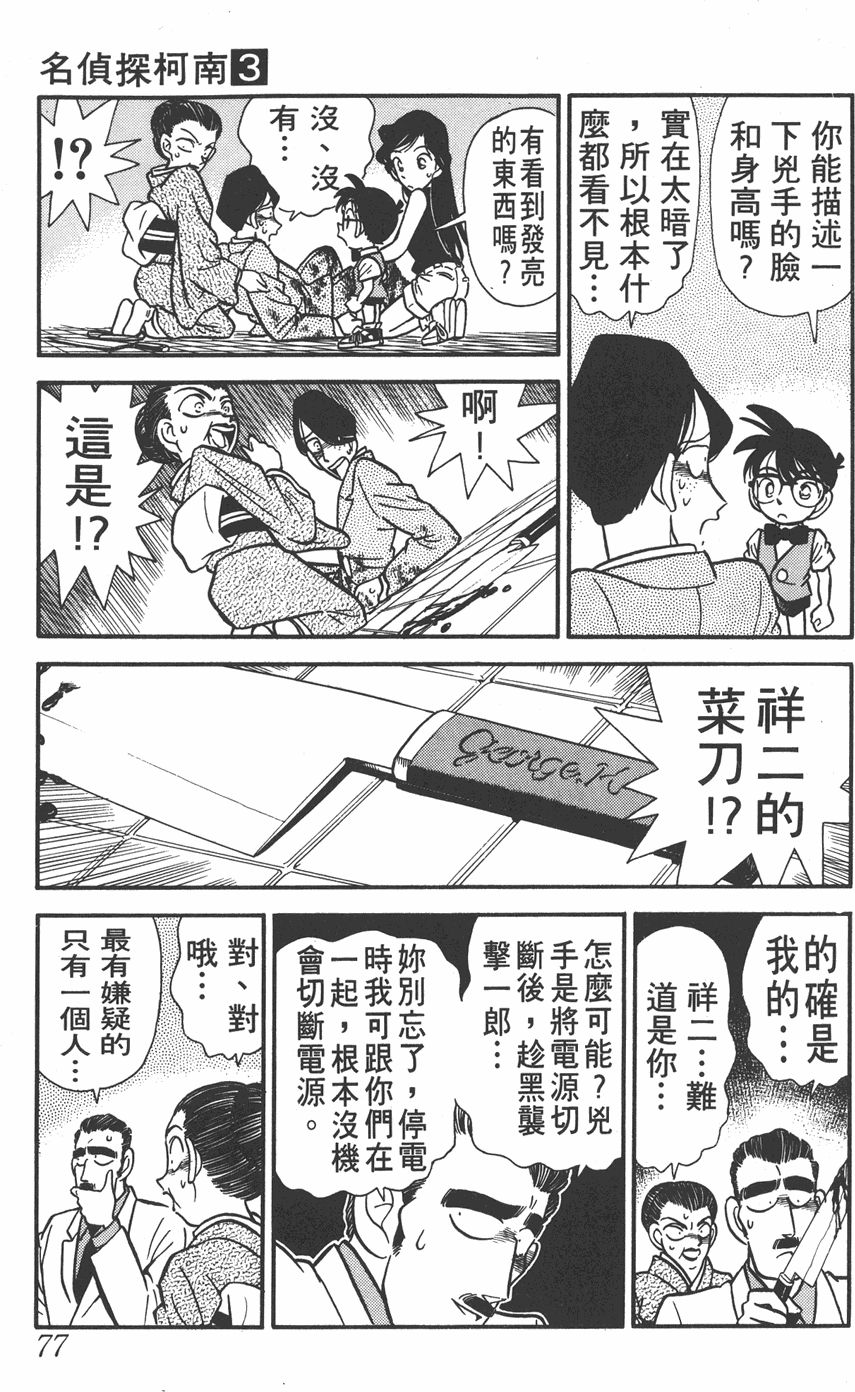 名偵探柯南3
你能描述一
下兇手的臉
和身高嗎？
實在太暗了
，所以根本什
麼都看不見…
有看到發亮
的東西嗎？
沒、沒
有…
!?
啊！
這是!?
祥二的
菜刀!?
George.H
的確是
我的…
祥二…難
道是你…
怎麼可能？兇
手是將電源切
斷後，趁黑襲
擊一郎…
妳別忘了，停電
時我可跟你們在
一起，根本沒機
會切斷電源。
對、對
哦…
最有嫌疑的
只有一個人…
77